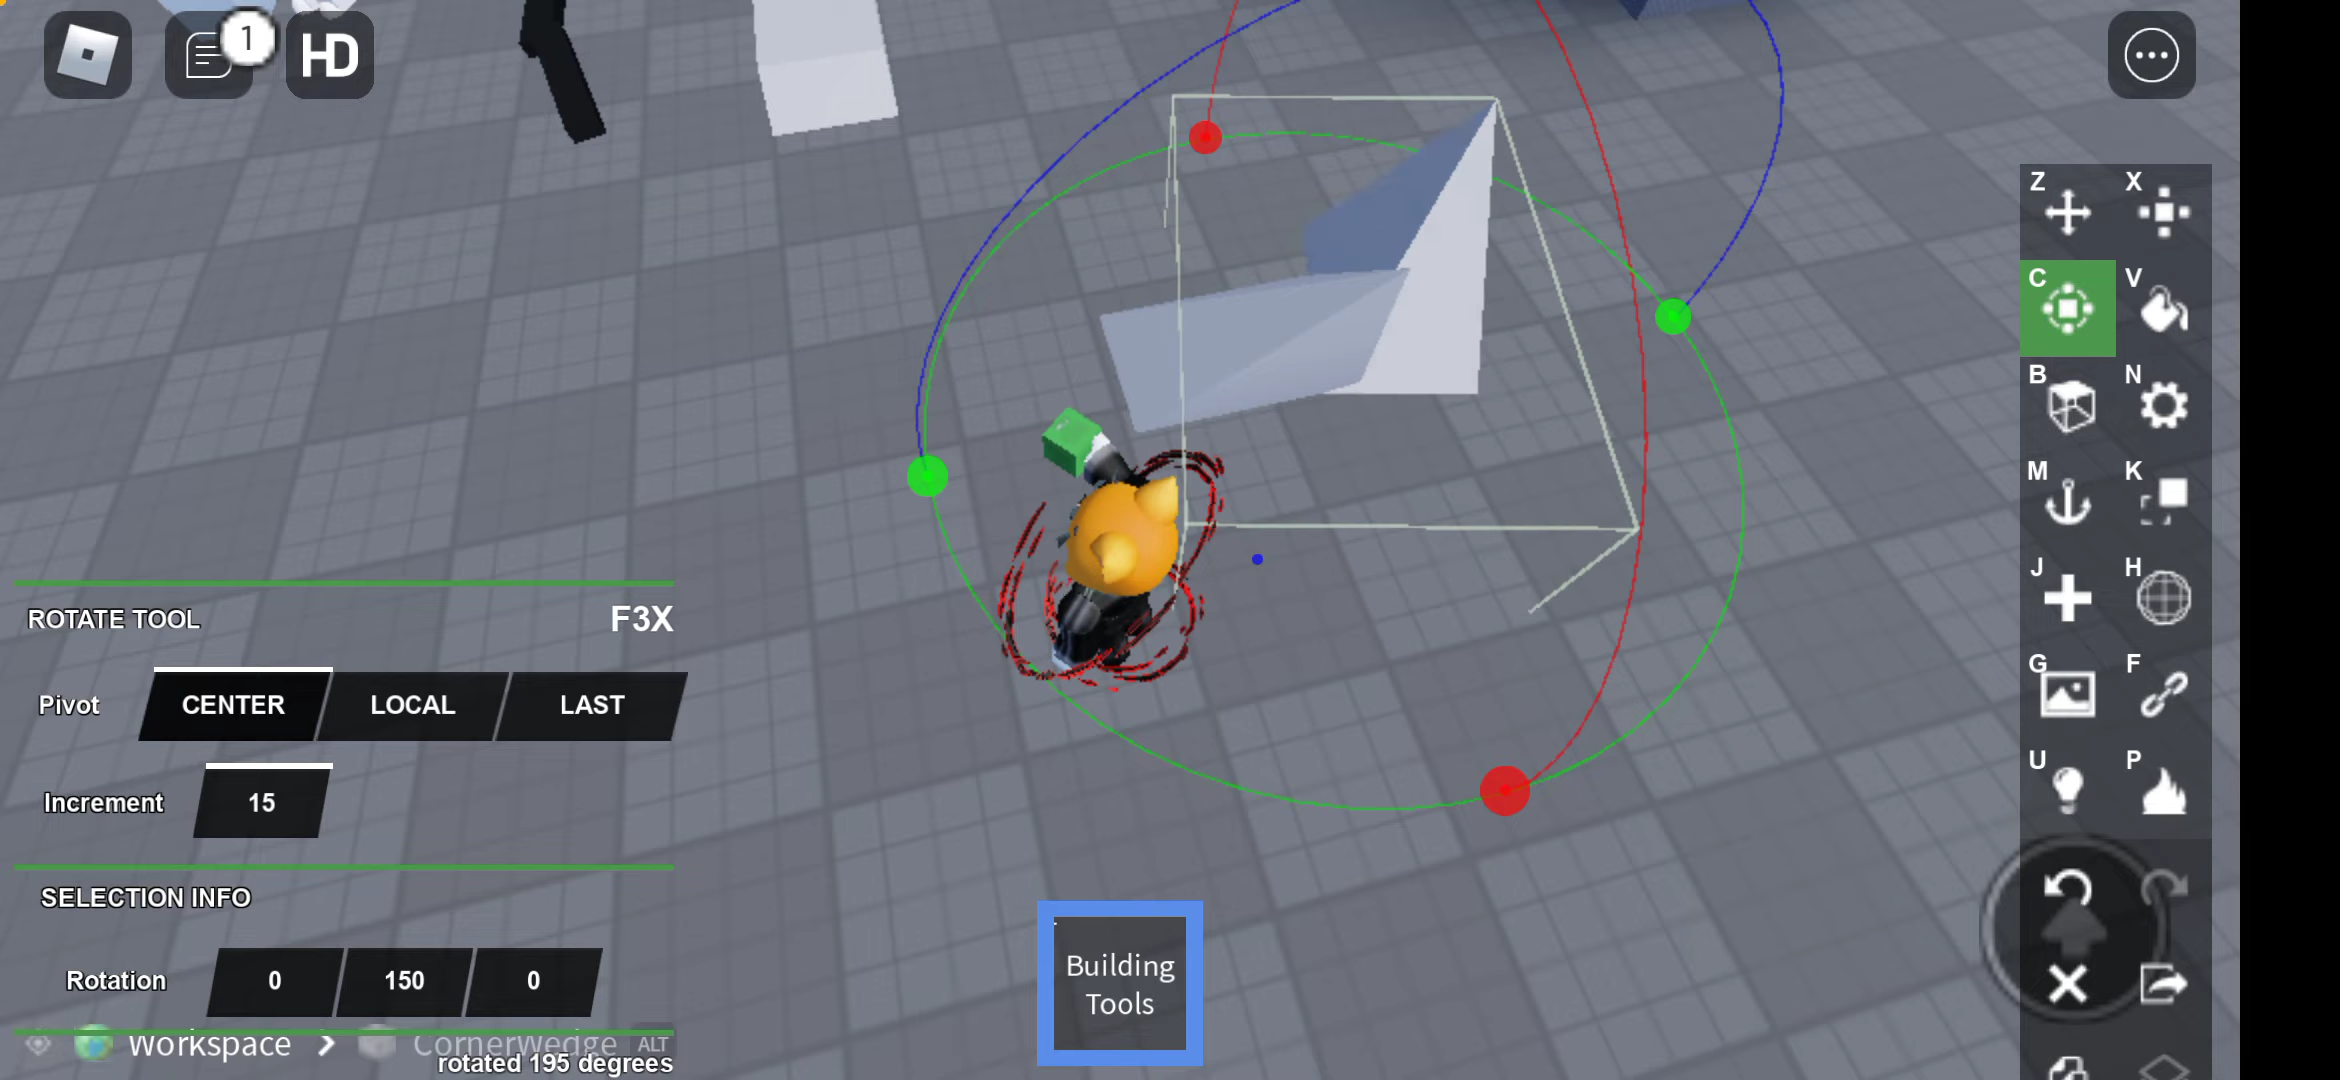 1
HD
Z X
C V
B N
M K
J H
G F
U P
ROTATE TOOL F3X
Pivot CENTER LOCAL LAST
Increment 15
SELECTION INFO
Rotation 0 150 0
Workspace > CornerWedge ALT
rotated 195 degrees
Building
Tools